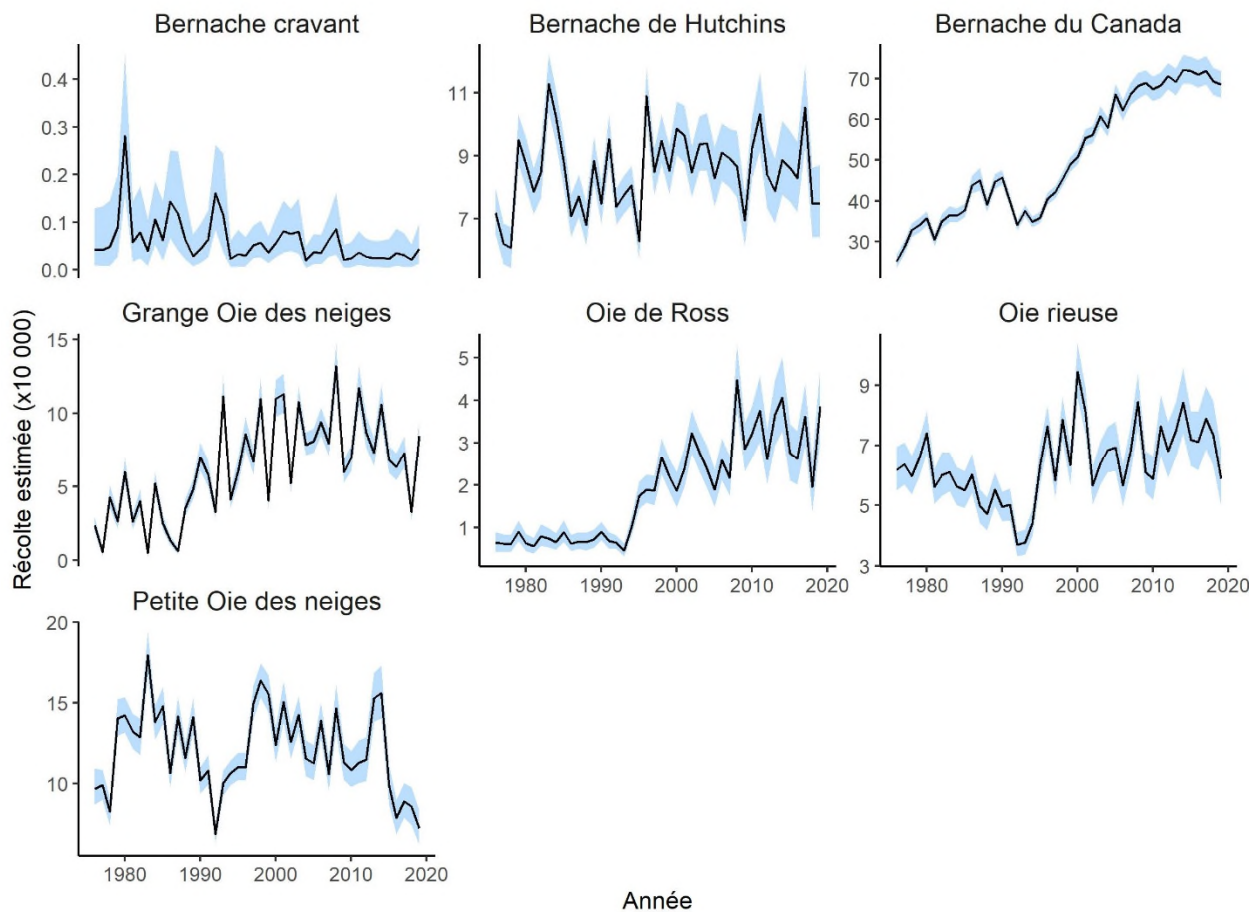 Bernache cravant
Bernache de Hutchins
Bernache du Canada
0.4
0.3
0.2
0.1
0.0
11
9
7
70
60
50
40
30
Grange Oie des neiges
Oie de Ross
Oie rieuse
15
10
5
0
5
4
3
2
1
1980 1990 2000 2010 2020
9
7
5
3
1980 1990 2000 2010 2020
Petite Oie des neiges
20
15
10
1980 1990 2000 2010 2020
Récolte estimée (x10 000)
Année